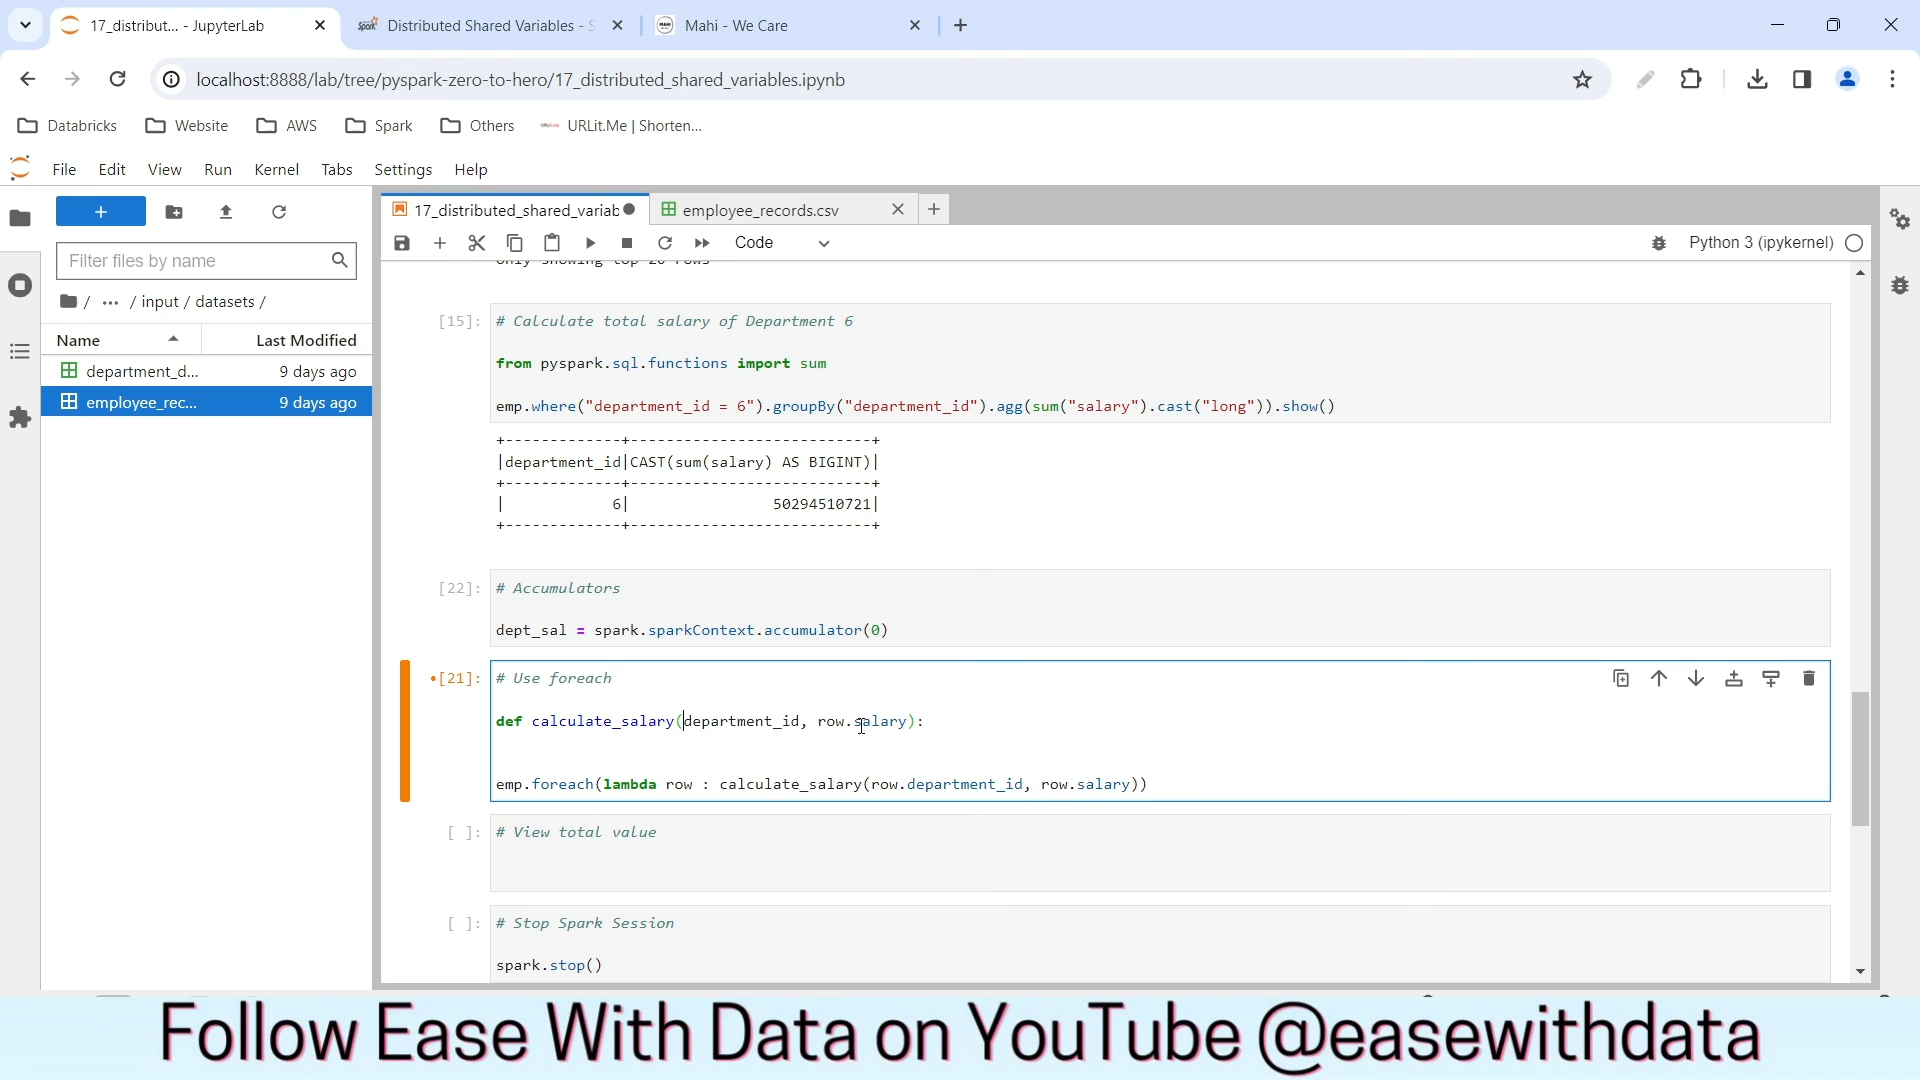 17_distribut... - JupyterLab
Distributed Shared Variables - S
Mahi - We Care
localhost:8888/lab/tree/pyspark-zero-to-hero/17_distributed_shared_variables.ipynb
Databricks
Website
AWS
Spark
Others
URLit.Me | Shorten...
File Edit View Run Kernel Tabs Settings Help
17_distributed_shared_variab
employee_records.csv
Code
Python 3 (ipykernel)
Filter files by name
/ ... / input / datasets /
Name Last Modified
department_d... 9 days ago
employee_rec... 9 days ago
only showing top 20 rows
[15]: # Calculate total salary of Department 6
from pyspark.sql.functions import sum
emp.where("department_id = 6").groupBy("department_id").agg(sum("salary").cast("long")).show()
+-------------+---------------------------+
|department_id|CAST(sum(salary) AS BIGINT)|
+-------------+---------------------------+
|            6|                50294510721|
+-------------+---------------------------+
[22]: # Accumulators
dept_sal = spark.sparkContext.accumulator(0)
•[21]: # Use foreach
def calculate_salary(department_id, row.salary):
emp.foreach(lambda row : calculate_salary(row.department_id, row.salary))
[ ]: # View total value
[ ]: # Stop Spark Session
spark.stop()
Follow Ease With Data on YouTube @easewithdata